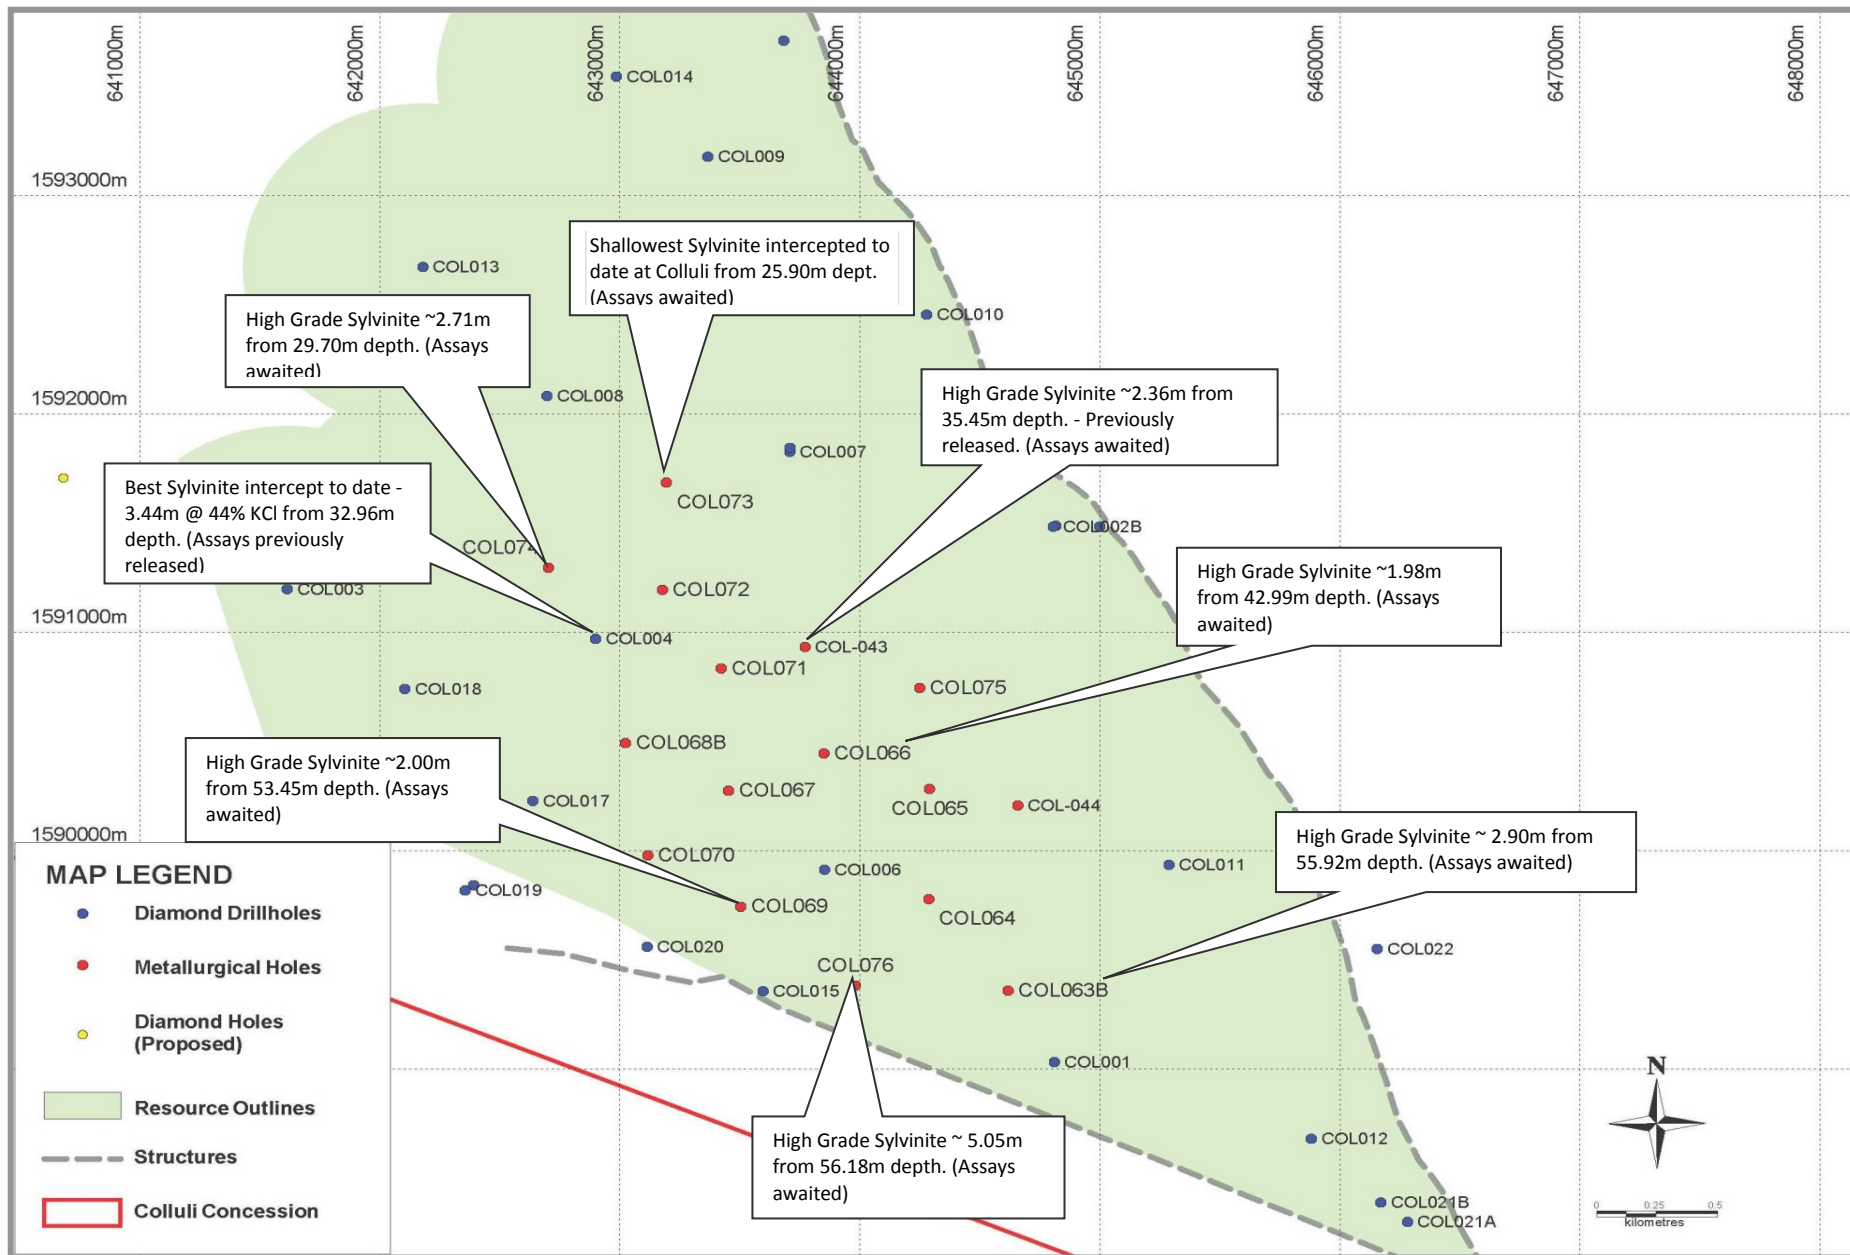 641000m
642000m
643000m
644000m
645000m
646000m
647000m
648000m
COL014
COL009
1593000m
Shallowest Sylvinite intercepted to
date at Colluli from 25.90m dept.
(Assays awaited)
COL013
COL010
High Grade Sylvinite ~2.71m
from 29.70m depth. (Assays
awaited)
High Grade Sylvinite ~2.36m from
35.45m depth. - Previously
released. (Assays awaited)
COL008
1592000m
COL007
Best Sylvinite intercept to date -
3.44m @ 44% KCl from 32.96m
depth. (Assays previously
released)
COL073
COL002B
COL074
High Grade Sylvinite ~1.98m
from 42.99m depth. (Assays
awaited)
COL003
COL072
1591000m
COL004
COL-043
COL071
COL018
COL075
COL068B
COL066
High Grade Sylvinite ~2.00m
from 53.45m depth. (Assays
awaited)
COL067
COL017
COL065
COL-044
1590000m
High Grade Sylvinite ~ 2.90m from
55.92m depth. (Assays awaited)
COL070
COL006
COL011
COL019
COL069
COL064
COL020
COL022
COL076
COL015
COL063B
COL001
High Grade Sylvinite ~ 5.05m
from 56.18m depth. (Assays
awaited)
COL012
COL021B
COL021A
MAP LEGEND
Diamond Drillholes
Metallurgical Holes
Diamond Holes
(Proposed)
Resource Outlines
Structures
Colluli Concession
N
0 0.25 0.5
kilometres